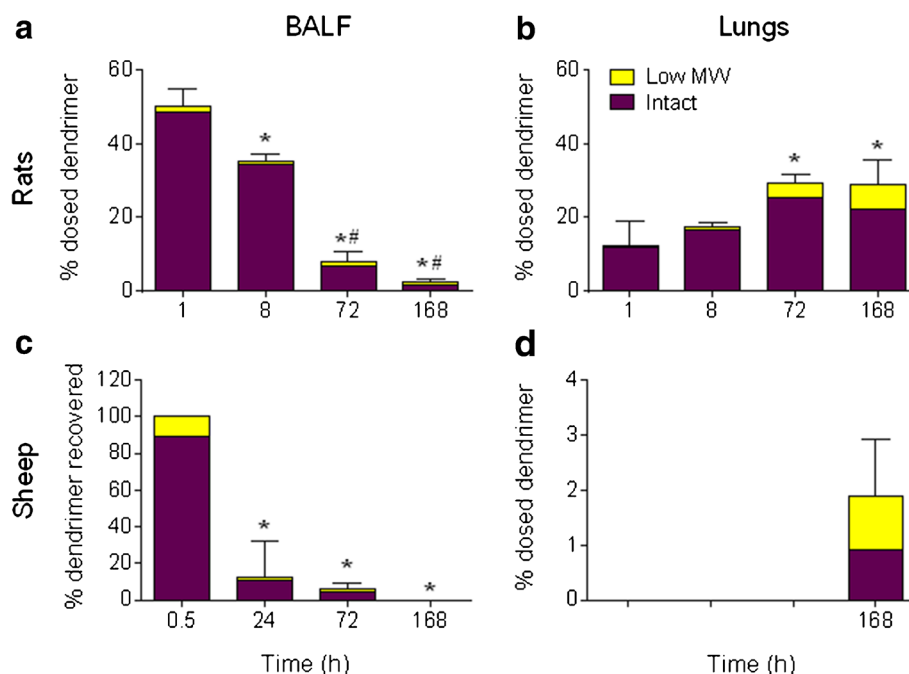 a
BALF
b
Lungs
Rats
% dosed dendrimer
60
40
20
0
*
*#
*#
1 8 72 168
% dosed dendrimer
60
40
20
0
Low MW
Intact
*
*
1 8 72 168
c
d
Sheep
% dendrimer recovered
120
100
80
60
40
20
0
*
*
*
0.5 24 72 168
Time (h)
% dosed dendrimer
4
3
2
1
0
168
Time (h)